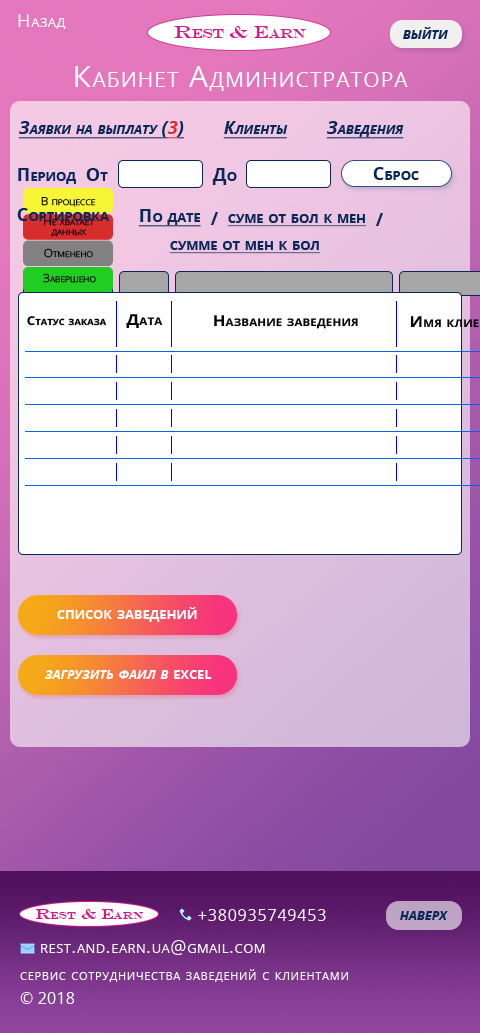 Назад
Rest & Earn
выйти
Кабинет Администратора
Заявки на выплату (3) Клиенты Заведения
Период От До Сброс
В процессе
Сортировка По дате / суме от бол к мен /
Не хватает
данных
сумме от мен к бол
Отменено
Завершено
Статус заказа Дата Название заведения Имя клие
список заведений
загрузить фаил в excel
Rest & Earn +380935749453 наверх
rest.and.earn.ua@gmail.com
сервис сотрудничества заведений с клиентами
© 2018